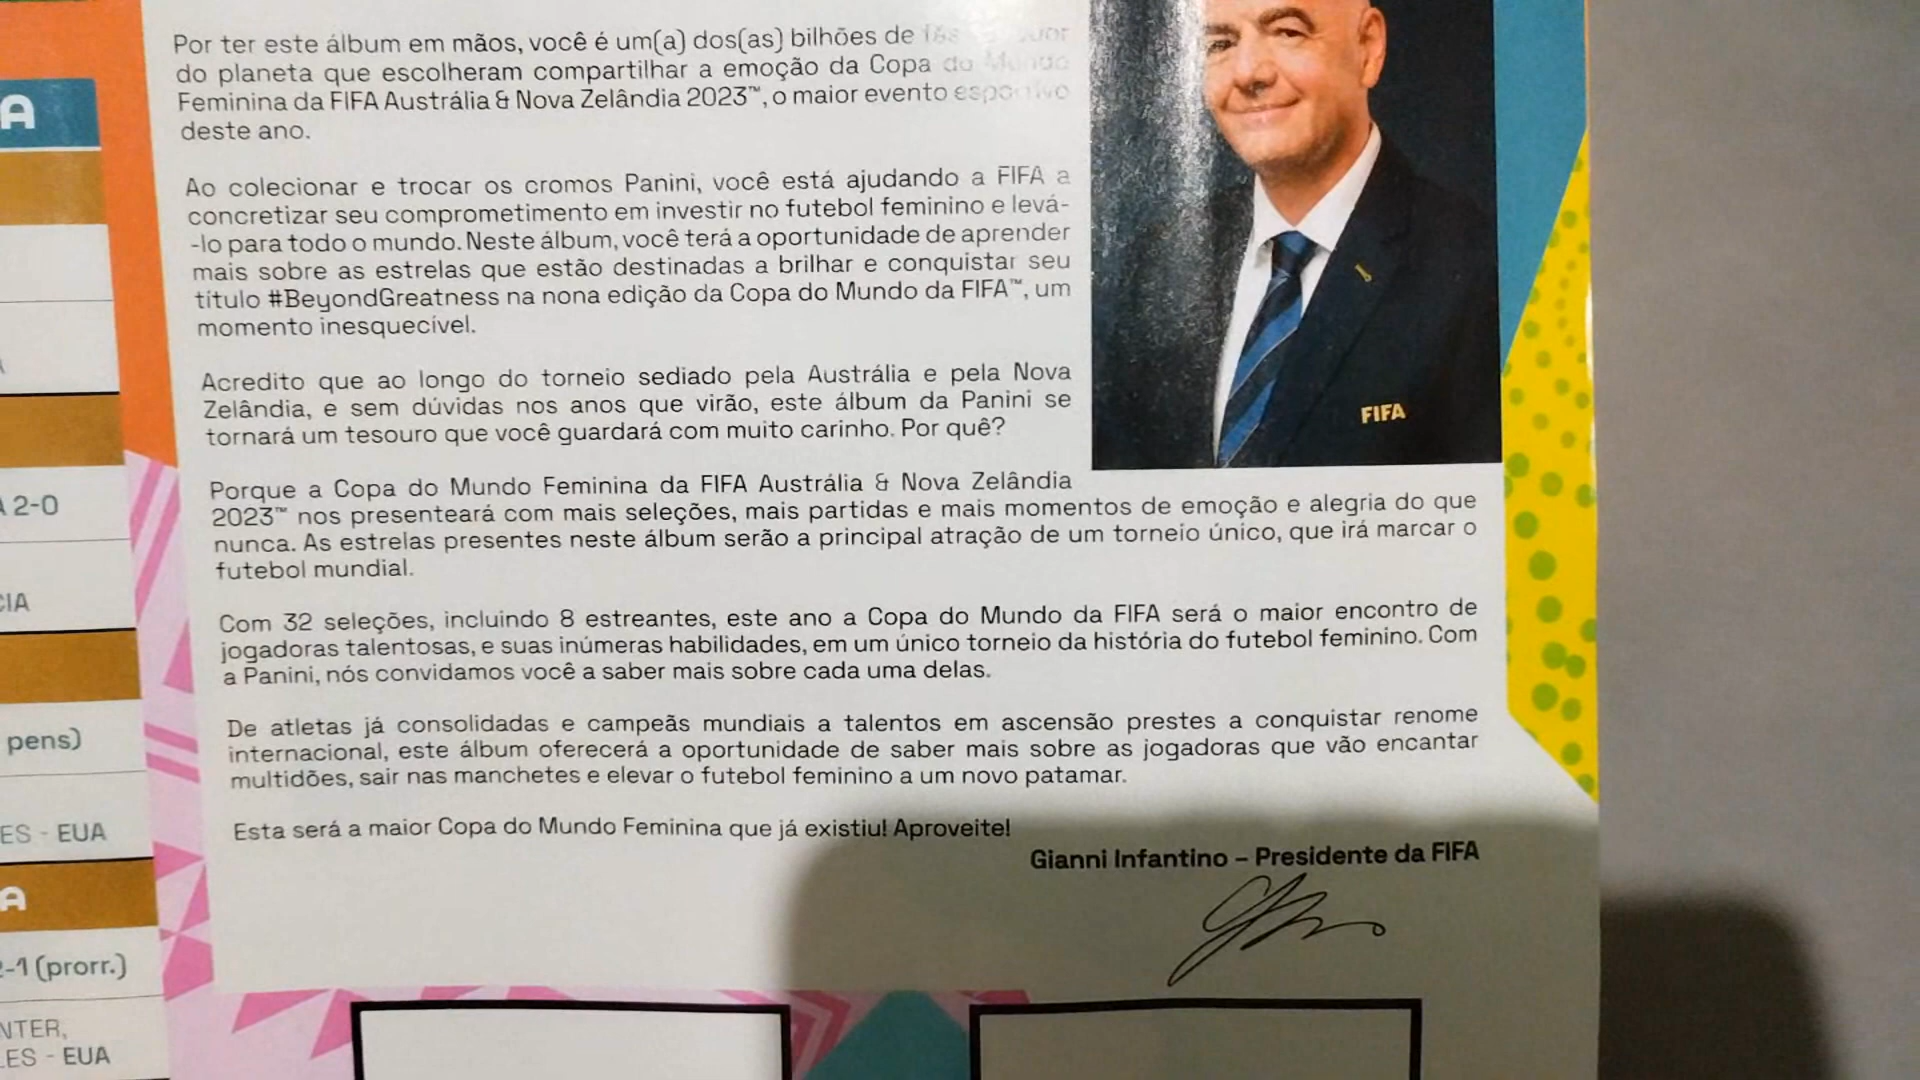 Por ter este álbum em mãos, você é um(a) dos(as) bilhões de
do planeta que escolheram compartilhar a emoção da Copa do Mundo
Feminina da FIFA Austrália & Nova Zelândia 2023™, o maior evento esportivo
deste ano.
Ao colecionar e trocar os cromos Panini, você está ajudando a FIFA a
concretizar seu comprometimento em investir no futebol feminino e levá-
-lo para todo o mundo. Neste álbum, você terá a oportunidade de aprender
mais sobre as estrelas que estão destinadas a brilhar e conquistar seu
título #BeyondGreatness na nona edição da Copa do Mundo da FIFA™, um
momento inesquecível.
Acredito que ao longo do torneio sediado pela Austrália e pela Nova
Zelândia, e sem dúvidas nos anos que virão, este álbum da Panini se
tornará um tesouro que você guardará com muito carinho. Por quê?
Porque a Copa do Mundo Feminina da FIFA Austrália & Nova Zelândia
2023™ nos presenteará com mais seleções, mais partidas e mais momentos de emoção e alegria do que
nunca. As estrelas presentes neste álbum serão a principal atração de um torneio único, que irá marcar o
futebol mundial.
Com 32 seleções, incluindo 8 estreantes, este ano a Copa do Mundo da FIFA será o maior encontro de
jogadoras talentosas, e suas inúmeras habilidades, em um único torneio da história do futebol feminino. Com
a Panini, nós convidamos você a saber mais sobre cada uma delas.
De atletas já consolidadas e campeãs mundiais a talentos em ascensão prestes a conquistar renome
internacional, este álbum oferecerá a oportunidade de saber mais sobre as jogadoras que vão encantar
multidões, sair nas manchetes e elevar o futebol feminino a um novo patamar.
Esta será a maior Copa do Mundo Feminina que já existiu! Aproveite!
Gianni Infantino – Presidente da FIFA
FIFA
A
A 2-0
CIA
pens)
ES - EUA
A
2-1 (prorr.)
NTER,
LES - EUA